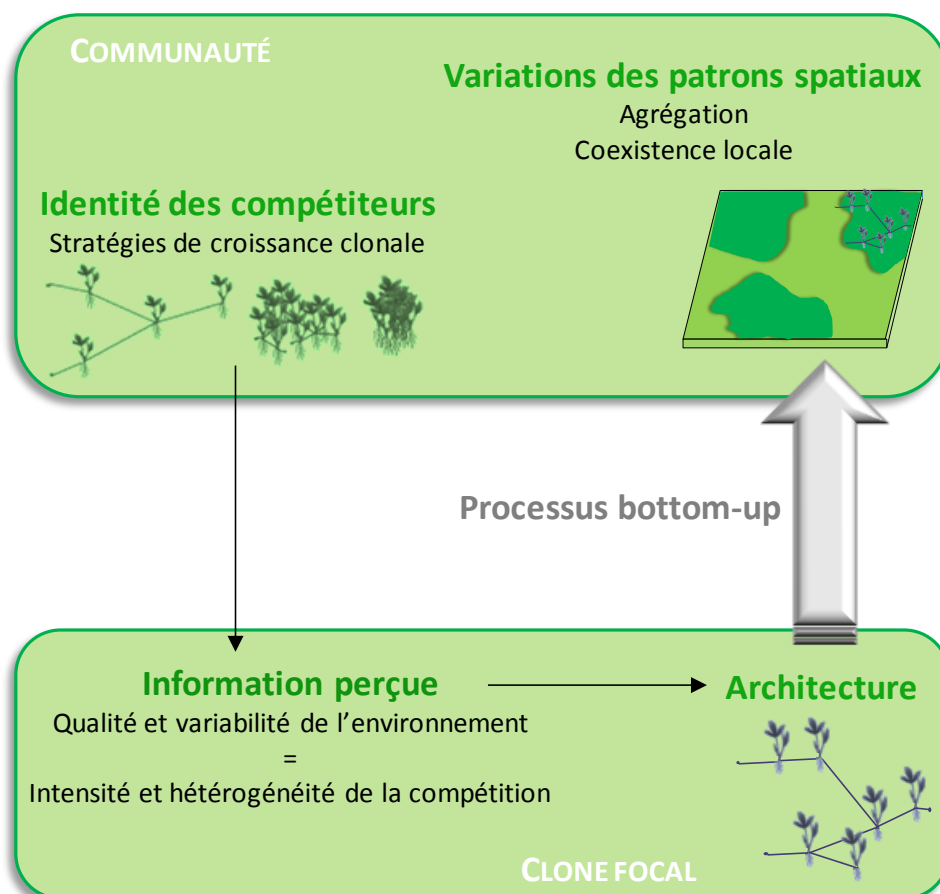 COMMUNAUTÉ
Variations des patrons spatiaux
Agrégation
Coexistence locale
Identité des compétiteurs
Stratégies de croissance clonale
Processus bottom-up
Information perçue
Qualité et variabilité de l'environnement
=
Intensité et hétérogénéité de la compétition
Architecture
CLONE FOCAL